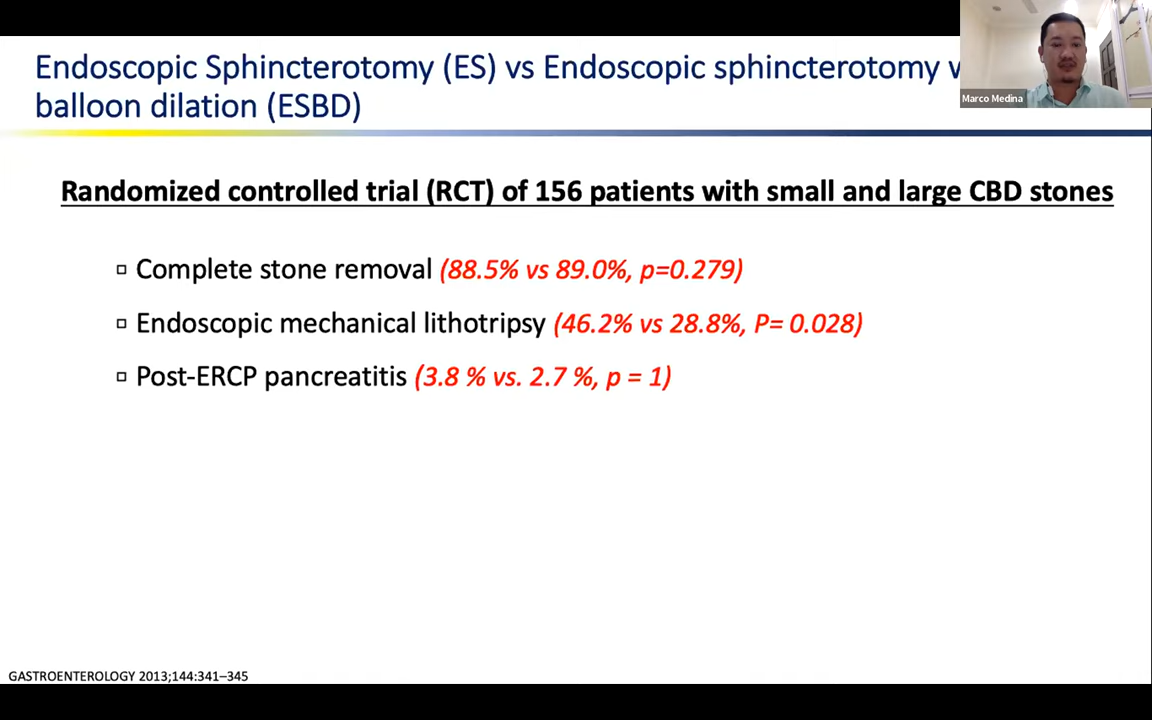 Endoscopic Sphincterotomy (ES) vs Endoscopic sphincterotomy
balloon dilation (ESBD)
Marco Medina
Randomized controlled trial (RCT) of 156 patients with small and large CBD stones
Complete stone removal (88.5% vs 89.0%, p=0.279)
Endoscopic mechanical lithotripsy (46.2% vs 28.8%, P= 0.028)
Post-ERCP pancreatitis (3.8 % vs. 2.7 %, p = 1)
GASTROENTEROLOGY 2013;144:341–345